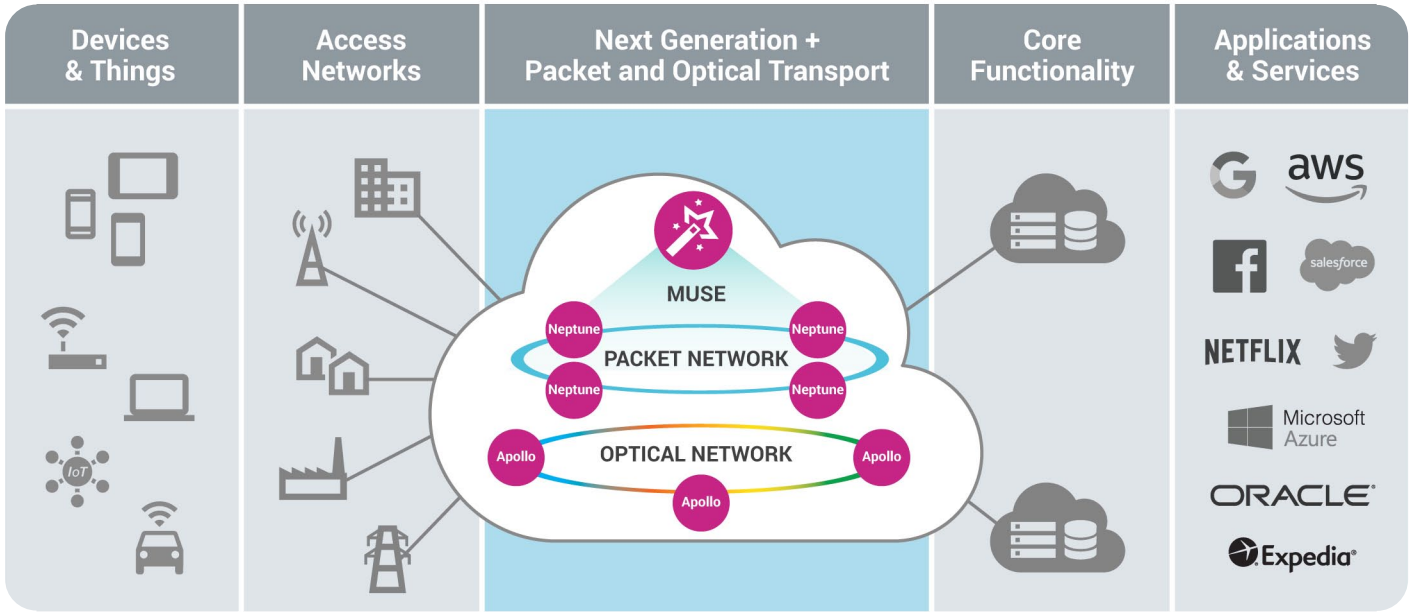 Devices
& Things
Access
Networks
Next Generation +
Packet and Optical Transport
Core
Functionality
Applications
& Services
IoT
MUSE
Neptune
Neptune
PACKET NETWORK
Neptune
Neptune
OPTICAL NETWORK
Apollo
Apollo
Apollo
G
aws
f
salesforce
NETFLIX
Microsoft
Azure
ORACLE
Expedia